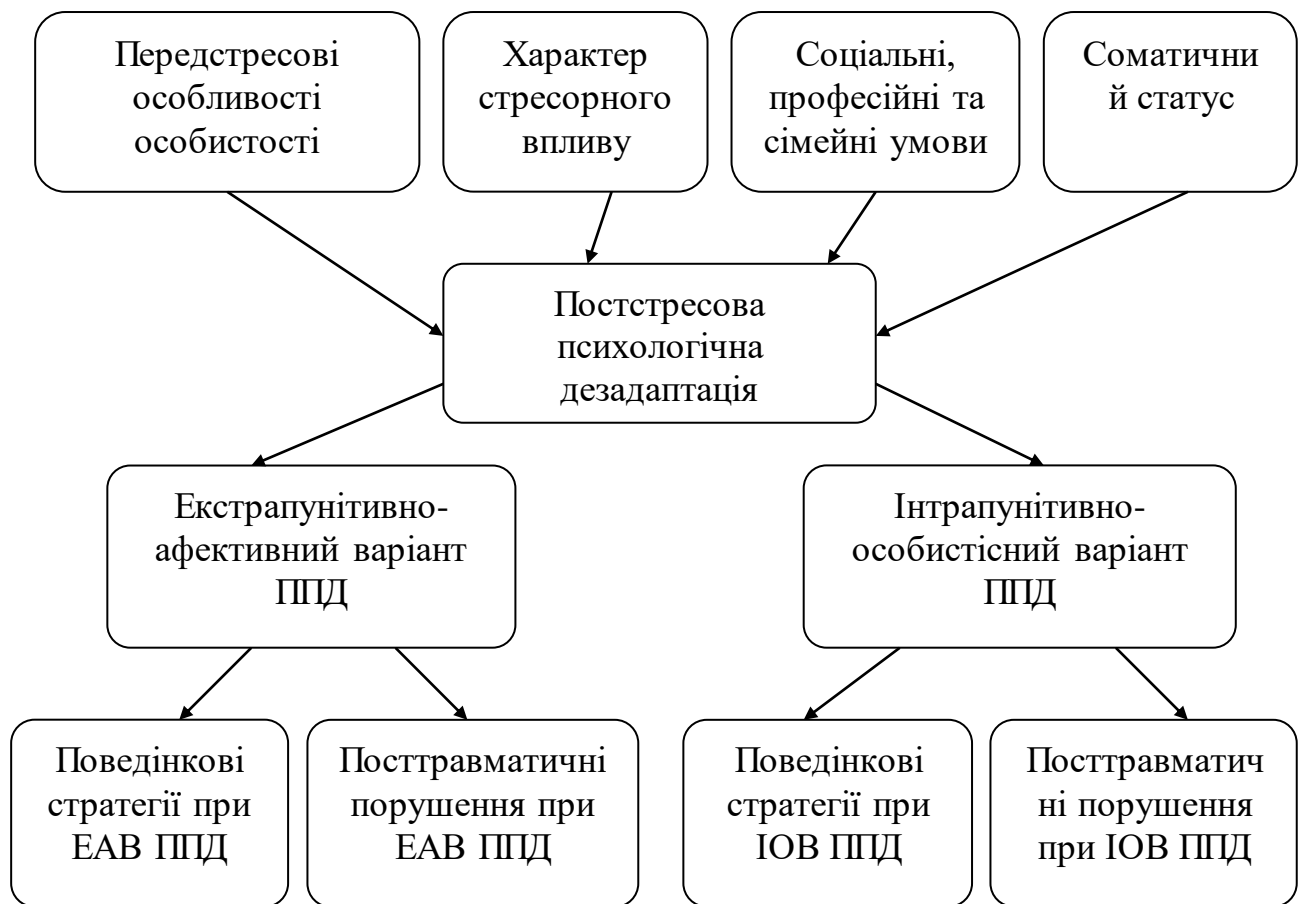 Передстресові
особливості
особистості
Характер
стресорного
впливу
Соціальні,
професійні та
сімейні умови
Соматични
й статус
Постстресова
психологічна
дезадаптація
Екстрапунітивно-
афективний варіант
ППД
Інтрапунітивно-
особистісний варіант
ППД
Поведінкові
стратегії при
ЕАВ ППД
Посттравматичні
порушення при
ЕАВ ППД
Поведінкові
стратегії при
ІОВ ППД
Посттравматич
ні порушення
при ІОВ ППД